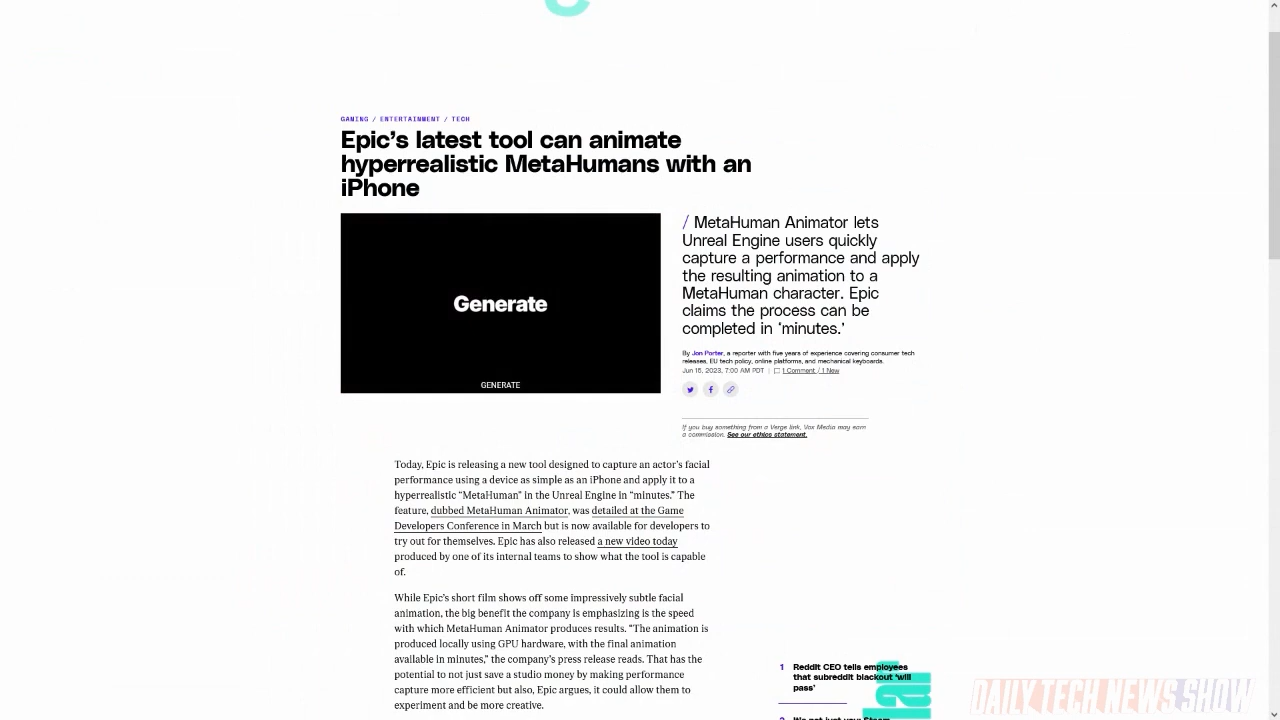 GAMING / ENTERTAINMENT / TECH
Epic’s latest tool can animate
hyperrealistic MetaHumans with an
iPhone
Generate
GENERATE
/ MetaHuman Animator lets
Unreal Engine users quickly
capture a performance and apply
the resulting animation to a
MetaHuman character. Epic
claims the process can be
completed in ‘minutes.’
By Jon Porter, a reporter with five years of experience covering consumer tech
releases, EU tech policy, online platforms, and mechanical keyboards.
Jun 15, 2023, 7:00 AM PDT | 1 Comment / 1 New
If you buy something from a Verge link, Vox Media may earn
a commission. See our ethics statement.
Today, Epic is releasing a new tool designed to capture an actor’s facial
performance using a device as simple as an iPhone and apply it to a
hyperrealistic “MetaHuman” in the Unreal Engine in “minutes.” The
feature, dubbed MetaHuman Animator, was detailed at the Game
Developers Conference in March but is now available for developers to
try out for themselves. Epic has also released a new video today
produced by one of its internal teams to show what the tool is capable
of.
While Epic’s short film shows off some impressively subtle facial
animation, the big benefit the company is emphasizing is the speed
with which MetaHuman Animator produces results. “The animation is
produced locally using GPU hardware, with the final animation
available in minutes,” the company’s press release reads. That has the
potential to not just save a studio money by making performance
capture more efficient but also, Epic argues, it could allow them to
experiment and be more creative.
1 Reddit CEO tells employees
that subreddit blackout ‘will
pass’
DAILY TECH NEWS SHOW